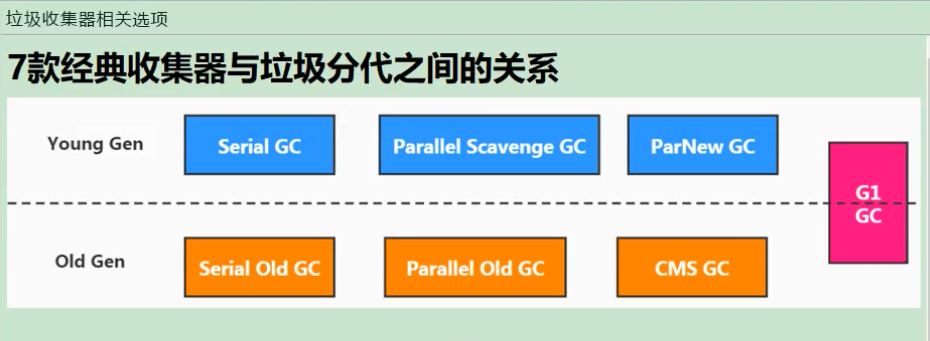 垃圾收集器相关选项
7款经典收集器与垃圾分代之间的关系
Young Gen
Serial GC
Parallel Scavenge GC
ParNew GC
G1
GC
Old Gen
Serial Old GC
Parallel Old GC
CMS GC